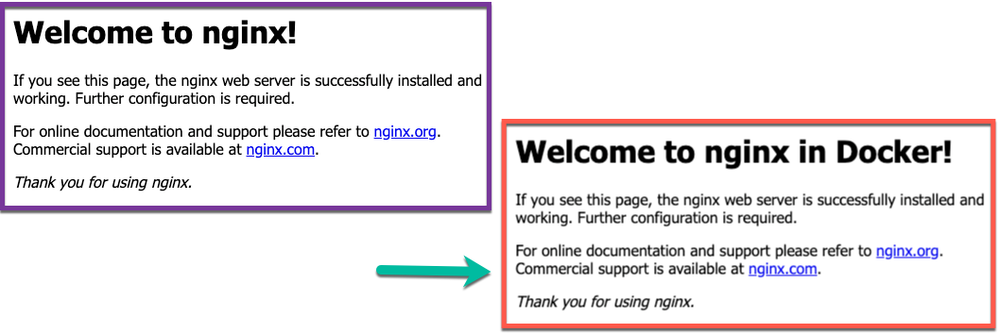 Welcome to nginx!
If you see this page, the nginx web server is successfully installed and
working. Further configuration is required.
For online documentation and support please refer to nginx.org.
Commercial support is available at nginx.com.
Thank you for using nginx.
Welcome to nginx in Docker!
If you see this page, the nginx web server is successfully installed and
working. Further configuration is required.
For online documentation and support please refer to nginx.org.
Commercial support is available at nginx.com.
Thank you for using nginx.